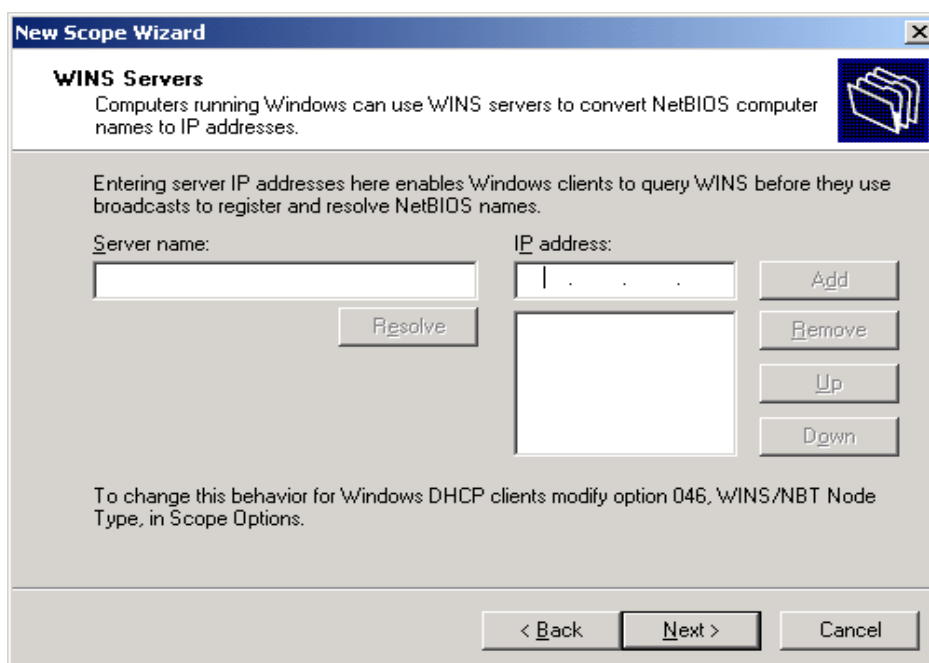 New Scope Wizard
WINS Servers
Computers running Windows can use WINS servers to convert NetBIOS computer
names to IP addresses.
Entering server IP addresses here enables Windows clients to query WINS before they use
broadcasts to register and resolve NetBIOS names.
Server name:
IP address:
. . .
Add
Resolve
Remove
Up
Down
To change this behavior for Windows DHCP clients modify option 046, WINS/NBT Node
Type, in Scope Options.
< Back
Next >
Cancel